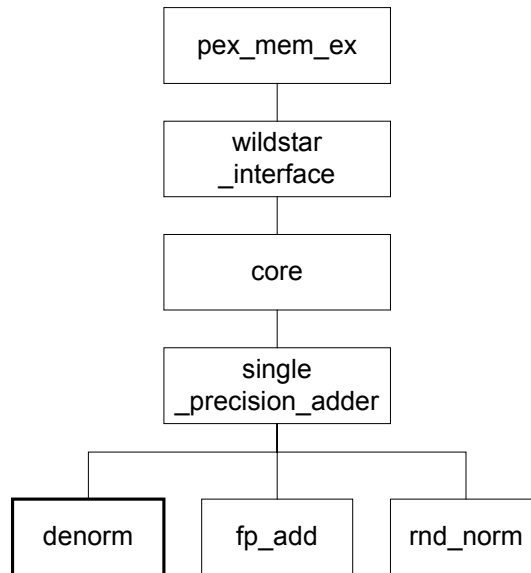 pex_mem_ex
wildstar
_interface
core
single
_precision_adder
denorm
fp_add
rnd_norm